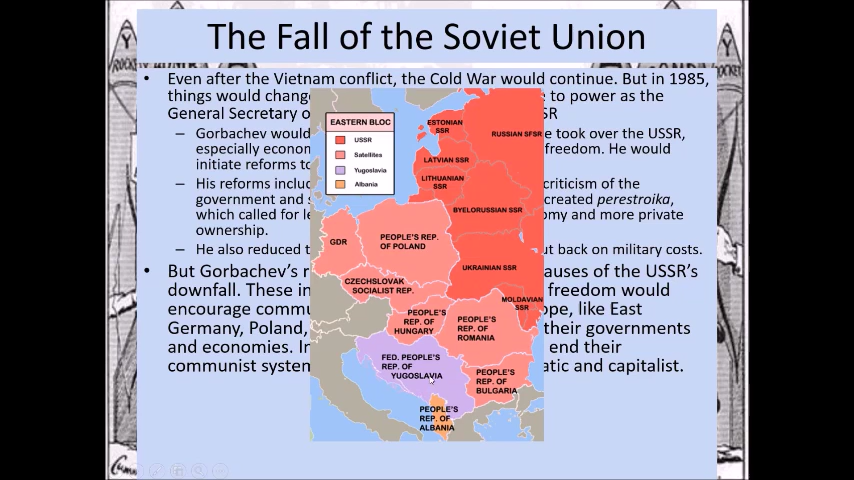 The Fall of the Soviet Union
• Even after the Vietnam conflict, the Cold War would continue. But in 1985,
things would change to power as the
General Secretary o SR
– Gorbachev would e took over the USSR,
especially econom freedom. He would
initiate reforms to
– His reforms includ criticism of the
government and s created perestroika,
which called for le omy and more private
ownership.
– He also reduced t ut back on military costs.
• But Gorbachev's r auses of the USSR's
downfall. These in freedom would
encourage commu ope, like East
Germany, Poland, their governments
and economies. In end their
communist system atic and capitalist.
EASTERN BLOC
USSR
Satellites
Yugoslavia
Albania
ESTONIAN
SSR
RUSSIAN SFSR
LATVIAN SSR
LITHUANIAN
SSR
BYELORUSSIAN SSR
GDR
PEOPLE'S REP.
OF POLAND
UKRAINIAN SSR
CZECHOSLOVAK
SOCIALIST REP.
MOLDAVIAN
SSR
PEOPLE'S
REP. OF
HUNGARY
PEOPLE'S
REP. OF
ROMANIA
FED. PEOPLE'S
REP. OF
YUGOSLAVIA
PEOPLE'S
REP. OF
BULGARIA
PEOPLE'S
REP. OF
ALBANIA